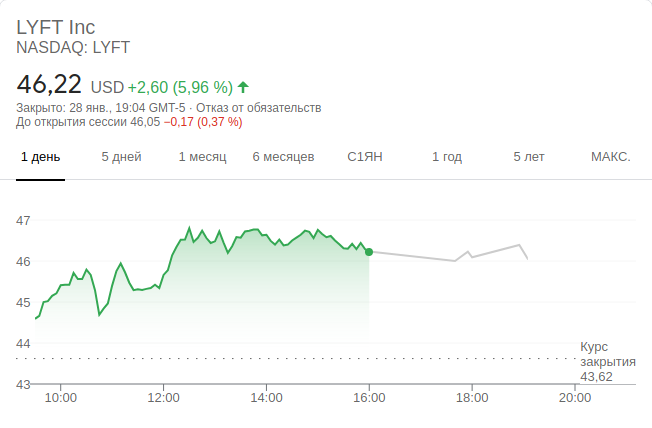 LYFT Inc
NASDAQ: LYFT
46,22 USD +2,60 (5,96 %)
Закрыто: 28 янв., 19:04 GMT-5 · Отказ от обязательств
До открытия сессии 46,05 −0,17 (0,37 %)
1 день 5 дней 1 месяц 6 месяцев С1ЯН 1 год 5 лет МАКС.
47
46
45
44
Курс
закрытия
43,62
43
10:00 12:00 14:00 16:00 18:00 20:00